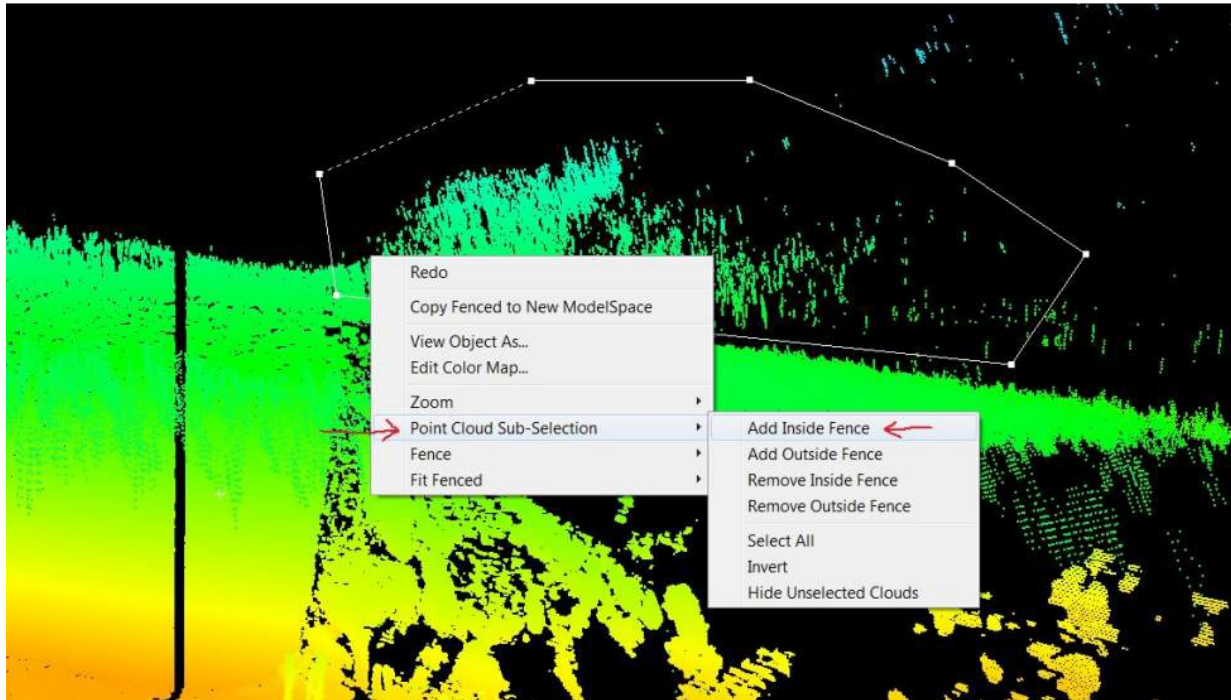 Redo
Copy Fenced to New ModelSpace
View Object As...
Edit Color Map...
Zoom
Point Cloud Sub-Selection
Fence
Fit Fenced
Add Inside Fence
Add Outside Fence
Remove Inside Fence
Remove Outside Fence
Select All
Invert
Hide Unselected Clouds